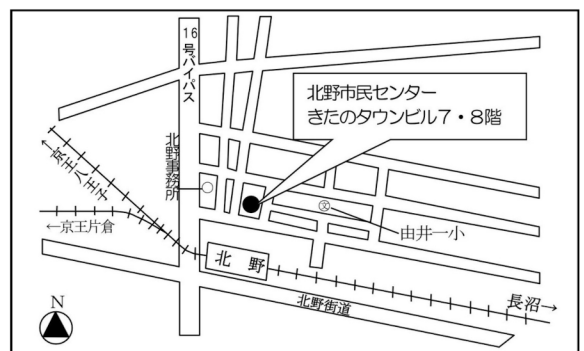 16号バイパス
北野市民センター
きたのタウンビル7・8階
北野事務所
←京王八王子
←京王片倉
文
由井一小
北 野
北野街道
長沼→
N